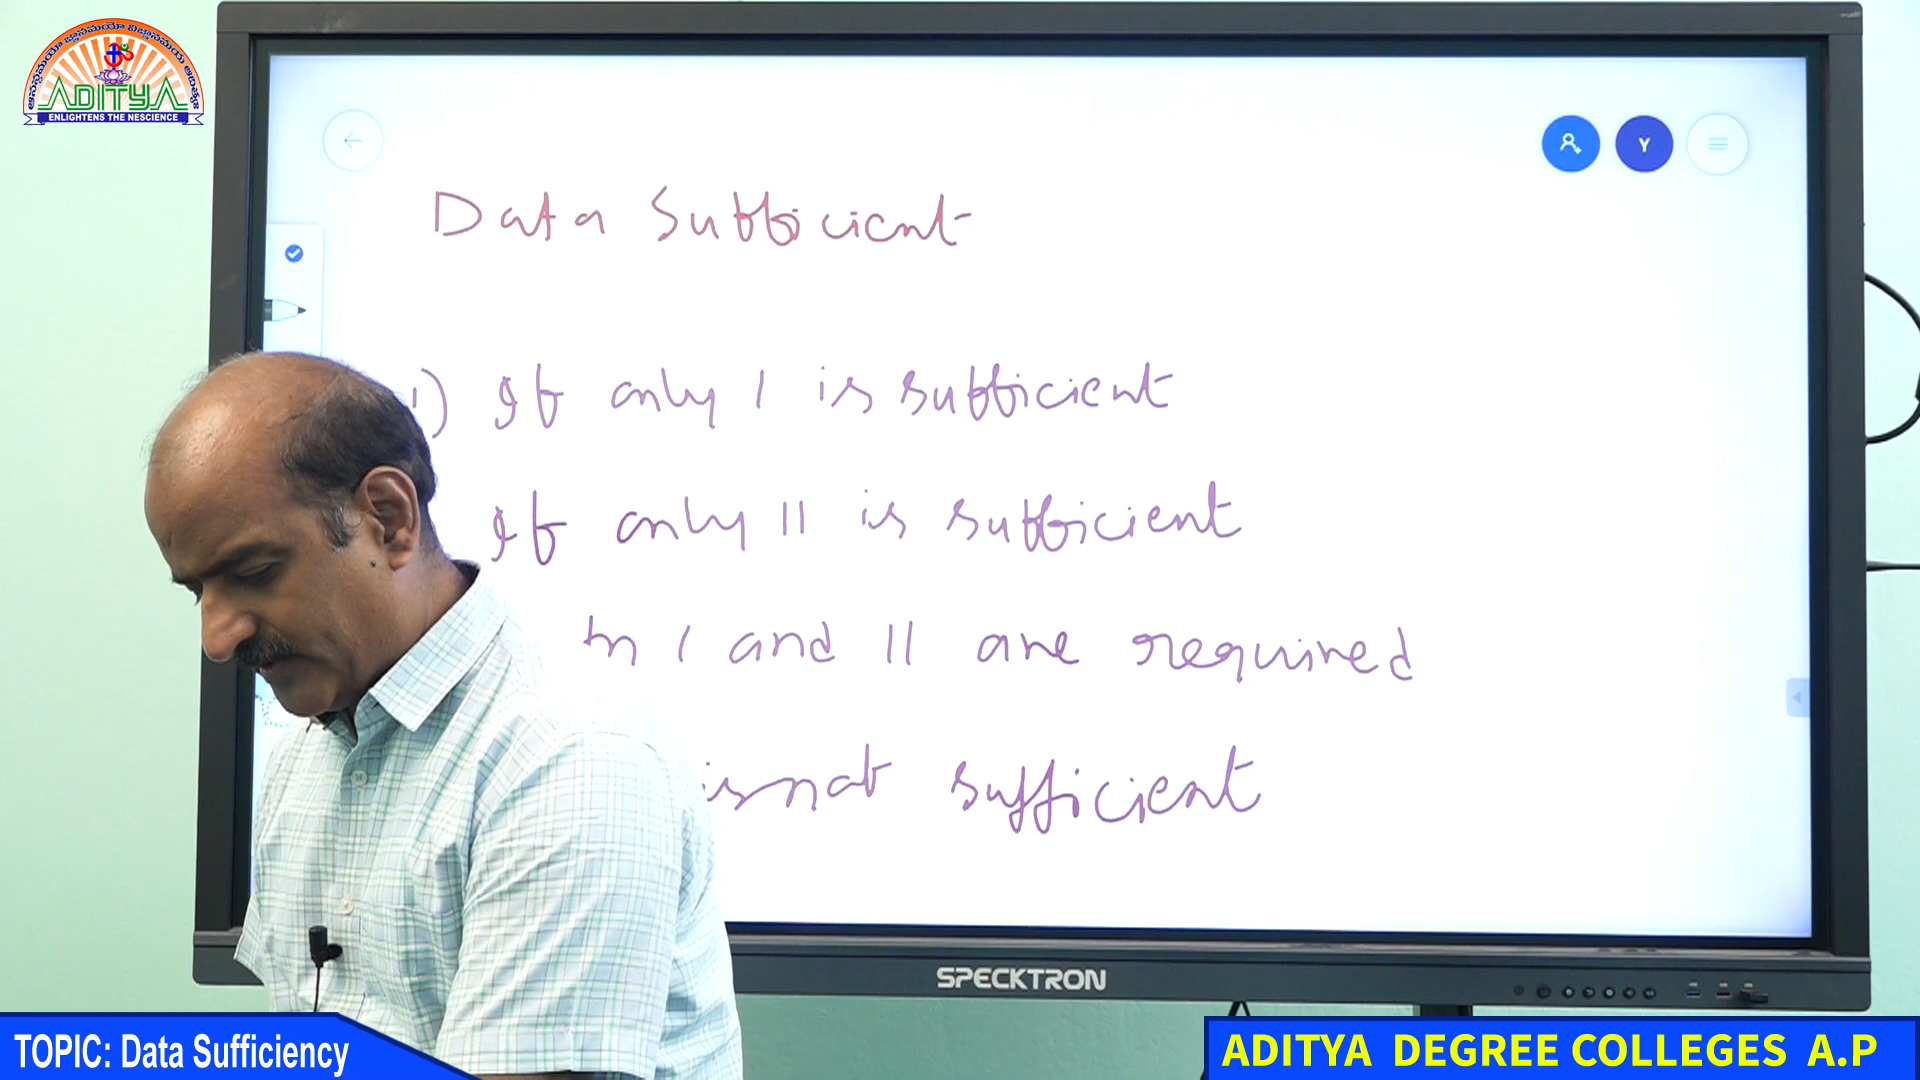 ADITYA
ENLIGHTENS THE NESCIENCE
Y
Data Sufficient
1) If only I is sufficient
If only II is sufficient
I and II are required
is not sufficient
SPECKTRON
TOPIC: Data Sufficiency
ADITYA DEGREE COLLEGES A.P